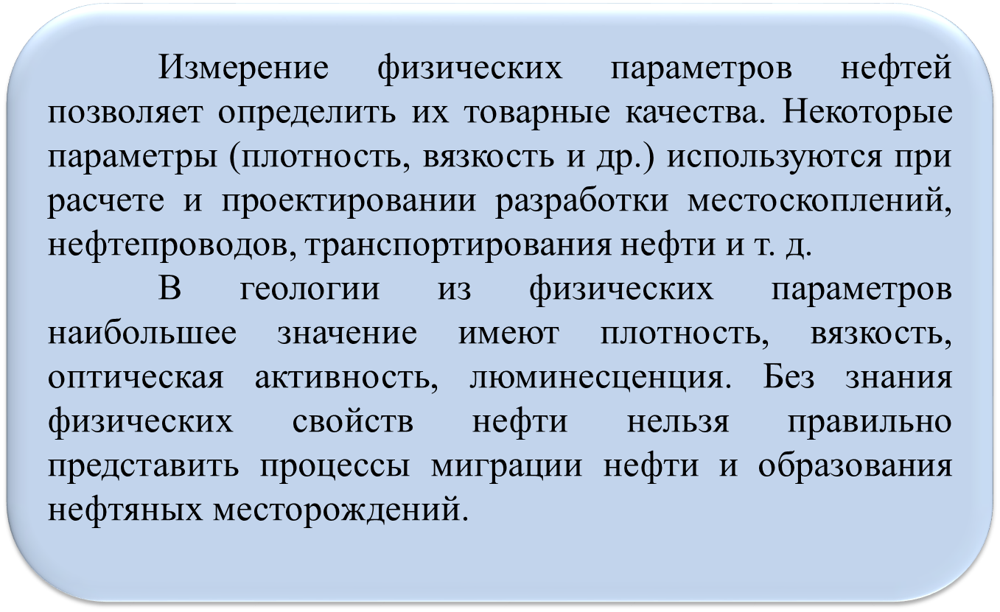 Измерение физических параметров нефтей
позволяет определить их товарные качества. Некоторые
параметры (плотность, вязкость и др.) используются при
расчете и проектировании разработки местоскоплений,
нефтепроводов, транспортирования нефти и т. д.
В геологии из физических параметров
наибольшее значение имеют плотность, вязкость,
оптическая активность, люминесценция. Без знания
физических свойств нефти нельзя правильно
представить процессы миграции нефти и образования
нефтяных месторождений.